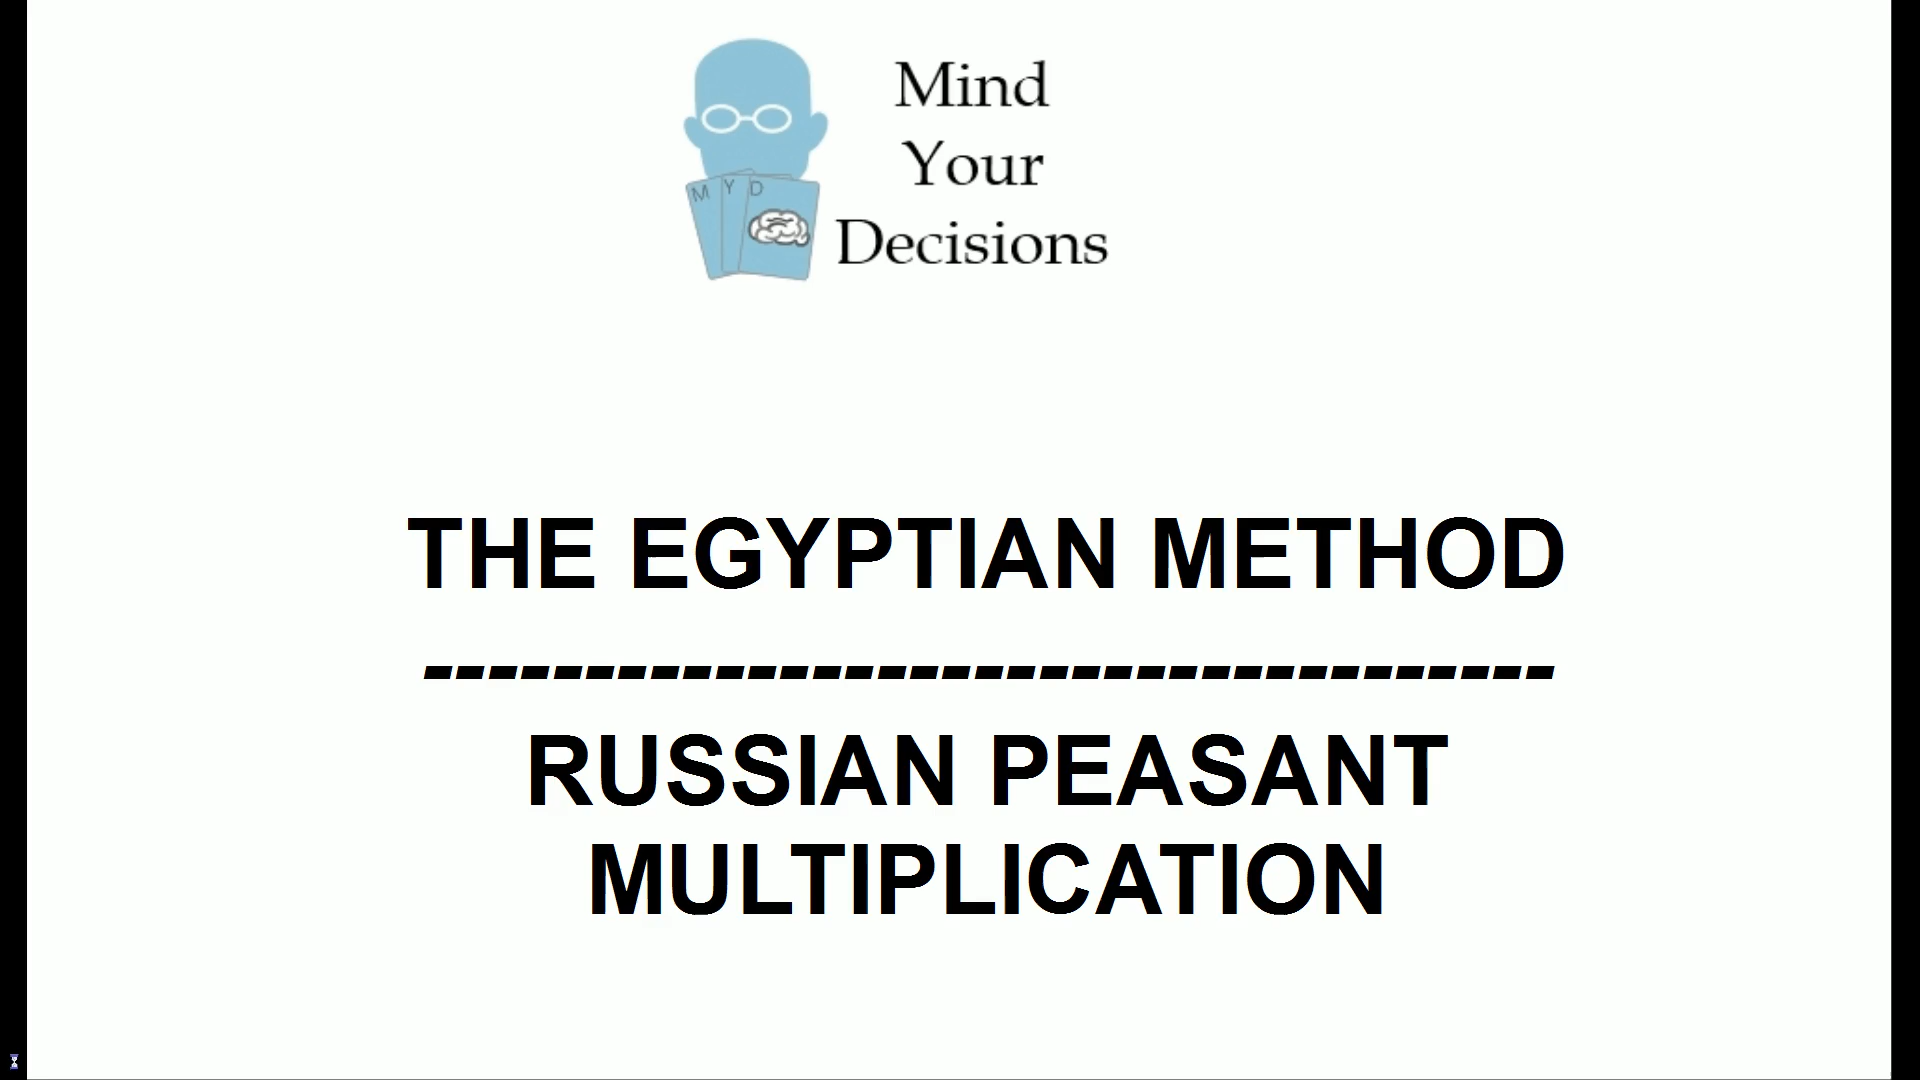 Mind
Your
Decisions
M Y D
THE EGYPTIAN METHOD
-----------------------------------
RUSSIAN PEASANT
MULTIPLICATION